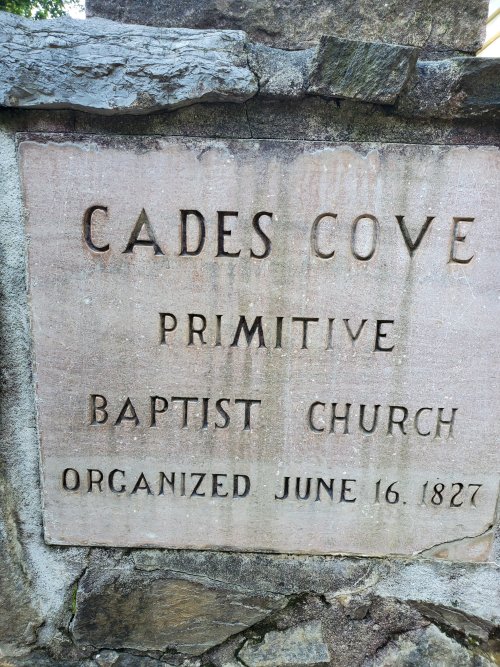 CADES COVE
PRIMITIVE
BAPTIST CHURCH
ORGANIZED JUNE 16, 1827